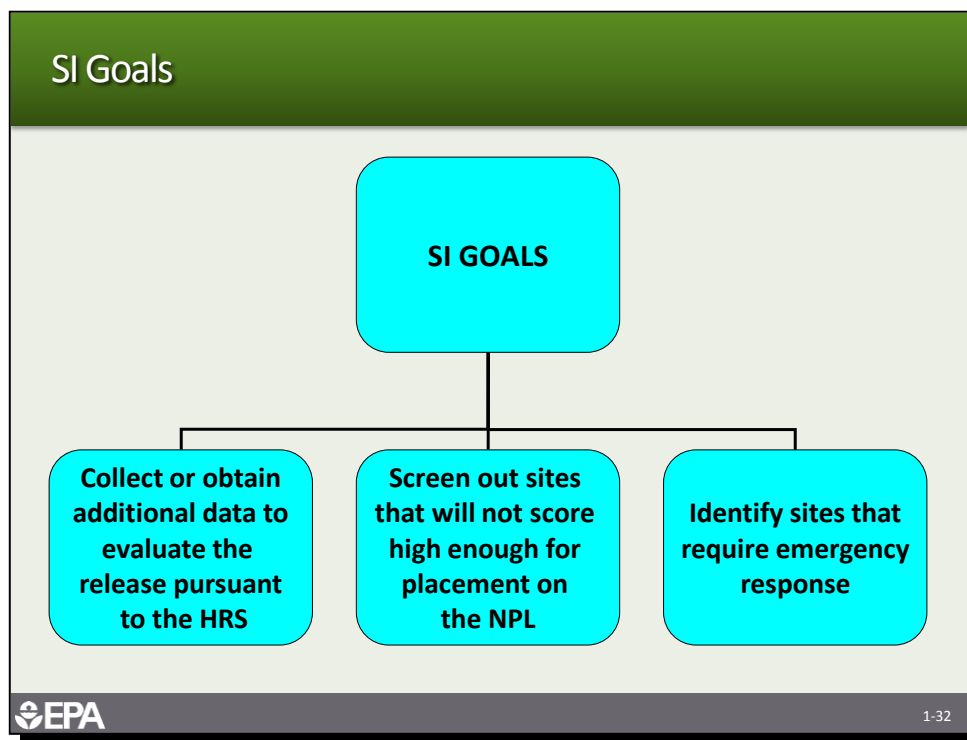 SI Goals
SI GOALS
Collect or obtain
additional data to
evaluate the
release pursuant
to the HRS
Screen out sites
that will not score
high enough for
placement on
the NPL
Identify sites that
require emergency
response
EPA
1-32